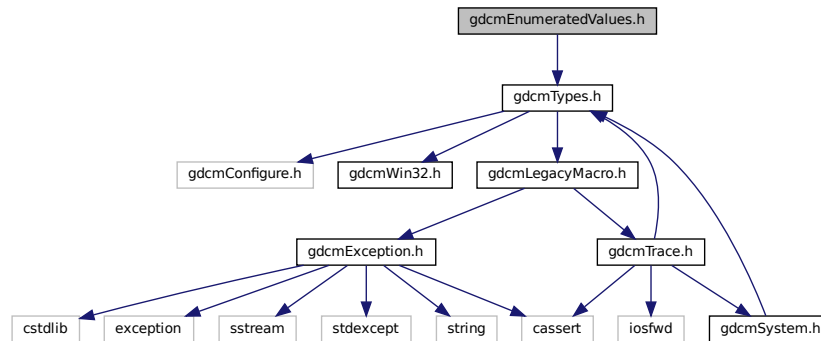 gdcmEnumeratedValues.h
gdcmTypes.h
gdcmConfigure.h
gdcmWin32.h
gdcmLegacyMacro.h
gdcmException.h
gdcmTrace.h
cstdlib
exception
sstream
stdexcept
string
cassert
iosfwd
gdcmSystem.h